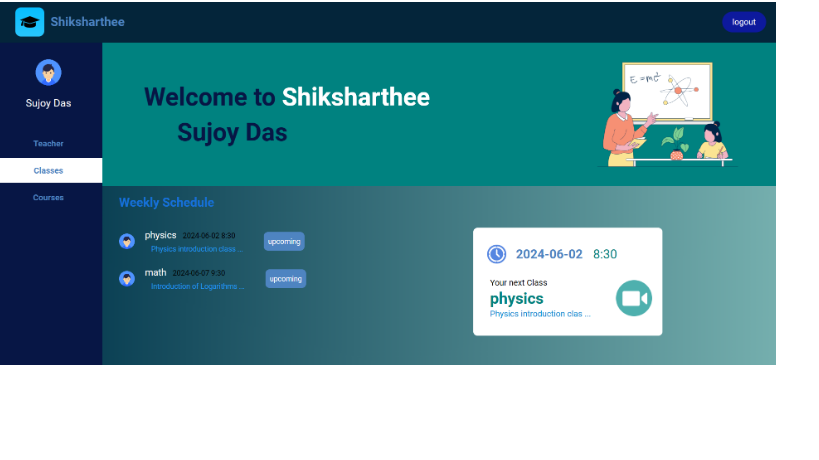 Shiksharthee
logout
Sujoy Das
Teacher
Classes
Courses
Welcome to Shiksharthee
Sujoy Das
E = mc²
Weekly Schedule
physics 2024-06-02 8:30
Physics introduction class ...
upcoming
math 2024-06-07 9:30
Introduction of Logarithms ...
upcoming
2024-06-02 8:30
Your next Class
physics
Physics introduction clas ...